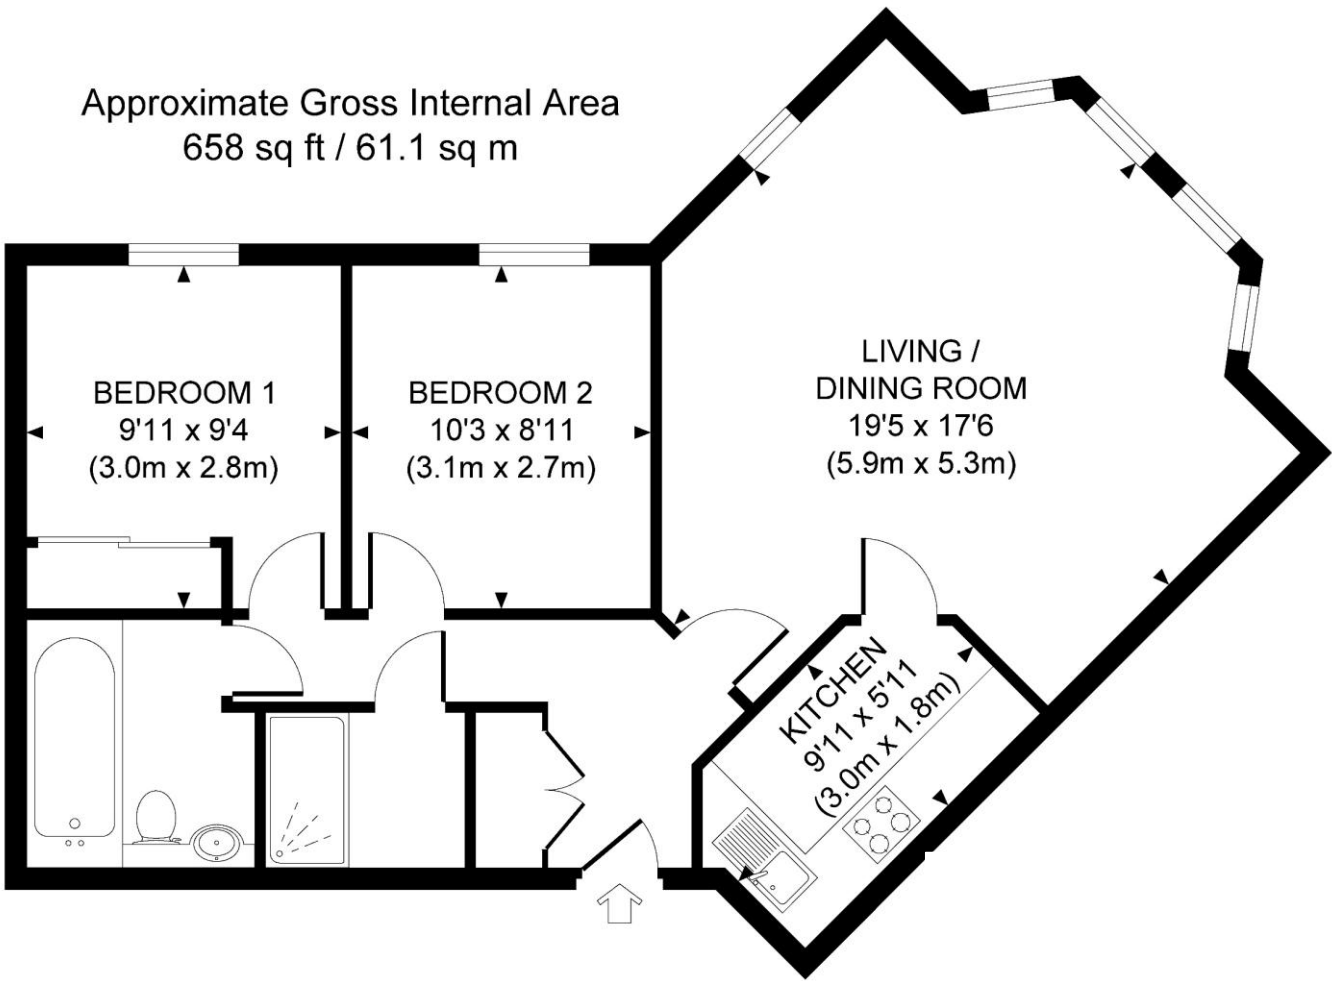 Approximate Gross Internal Area
658 sq ft / 61.1 sq m
BEDROOM 1
9'11 x 9'4
(3.0m x 2.8m)
BEDROOM 2
10'3 x 8'11
(3.1m x 2.7m)
LIVING /
DINING ROOM
19'5 x 17'6
(5.9m x 5.3m)
KITCHEN
9'11 x 5'11
(3.0m x 1.8m)